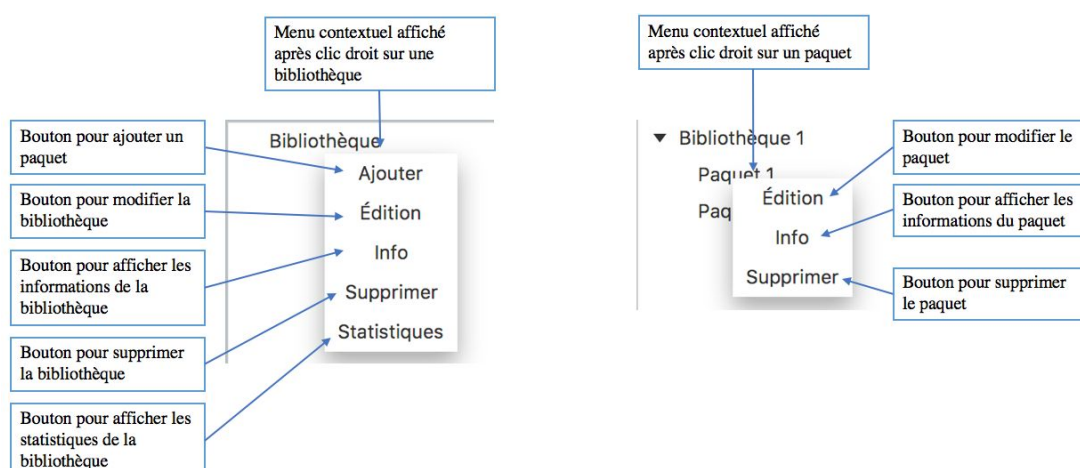 Menu contextuel affiché
après clic droit sur une
bibliothèque
Bouton pour ajouter un
paquet
Bouton pour modifier la
bibliothèque
Bouton pour afficher les
informations de la
bibliothèque
Bouton pour supprimer
la bibliothèque
Bouton pour afficher les
statistiques de la
bibliothèque
Bibliothèque
Ajouter
Édition
Info
Supprimer
Statistiques
Menu contextuel affiché
après clic droit sur un paquet
▼ Bibliothèque 1
Paquet 1
Paq
Édition
Info
Supprimer
Bouton pour modifier le
paquet
Bouton pour afficher les
informations du paquet
Bouton pour supprimer
le paquet